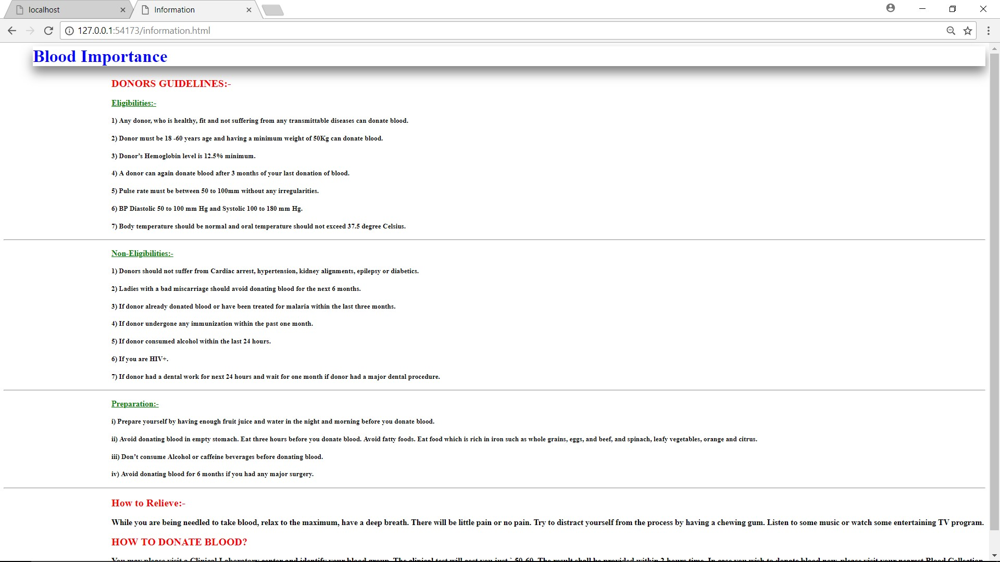 localhost
Information
127.0.0.1:54173/information.html
Blood Importance
DONORS GUIDELINES:-
Eligibilities:-
1) Any donor, who is healthy, fit and not suffering from any transmittable diseases can donate blood.
2) Donor must be 18 -60 years age and having a minimum weight of 50Kg can donate blood.
3) Donor’s Hemoglobin level is 12.5% minimum.
4) A donor can again donate blood after 3 months of your last donation of blood.
5) Pulse rate must be between 50 to 100mm without any irregularities.
6) BP Diastolic 50 to 100 mm Hg and Systolic 100 to 180 mm Hg.
7) Body temperature should be normal and oral temperature should not exceed 37.5 degree Celsius.
Non-Eligibilities:-
1) Donors should not suffer from Cardiac arrest, hypertension, kidney alignments, epilepsy or diabetics.
2) Ladies with a bad miscarriage should avoid donating blood for the next 6 months.
3) If donor already donated blood or have been treated for malaria within the last three months.
4) If donor undergone any immunization within the past one month.
5) If donor consumed alcohol within the last 24 hours.
6) If you are HIV+.
7) If donor had a dental work for next 24 hours and wait for one month if donor had a major dental procedure.
Preparation:-
i) Prepare yourself by having enough fruit juice and water in the night and morning before you donate blood.
ii) Avoid donating blood in empty stomach. Eat three hours before you donate blood. Avoid fatty foods. Eat food which is rich in iron such as whole grains, eggs, and beef, and spinach, leafy vegetables, orange and citrus.
iii) Don’t consume Alcohol or caffeine beverages before donating blood.
iv) Avoid donating blood for 6 months if you had any major surgery.
How to Relieve:-
While you are being needled to take blood, relax to the maximum, have a deep breath. There will be little pain or no pain. Try to distract yourself from the process by having a chewing gum. Listen to some music or watch some entertaining TV program.
HOW TO DONATE BLOOD?
You may please visit a Clinical Laboratory center and identify your blood group. The clinical test will cost you just ` 50-60. The result shall be provided within 2 hours time. In case you wish to donate blood now, please visit your nearest Blood Collection